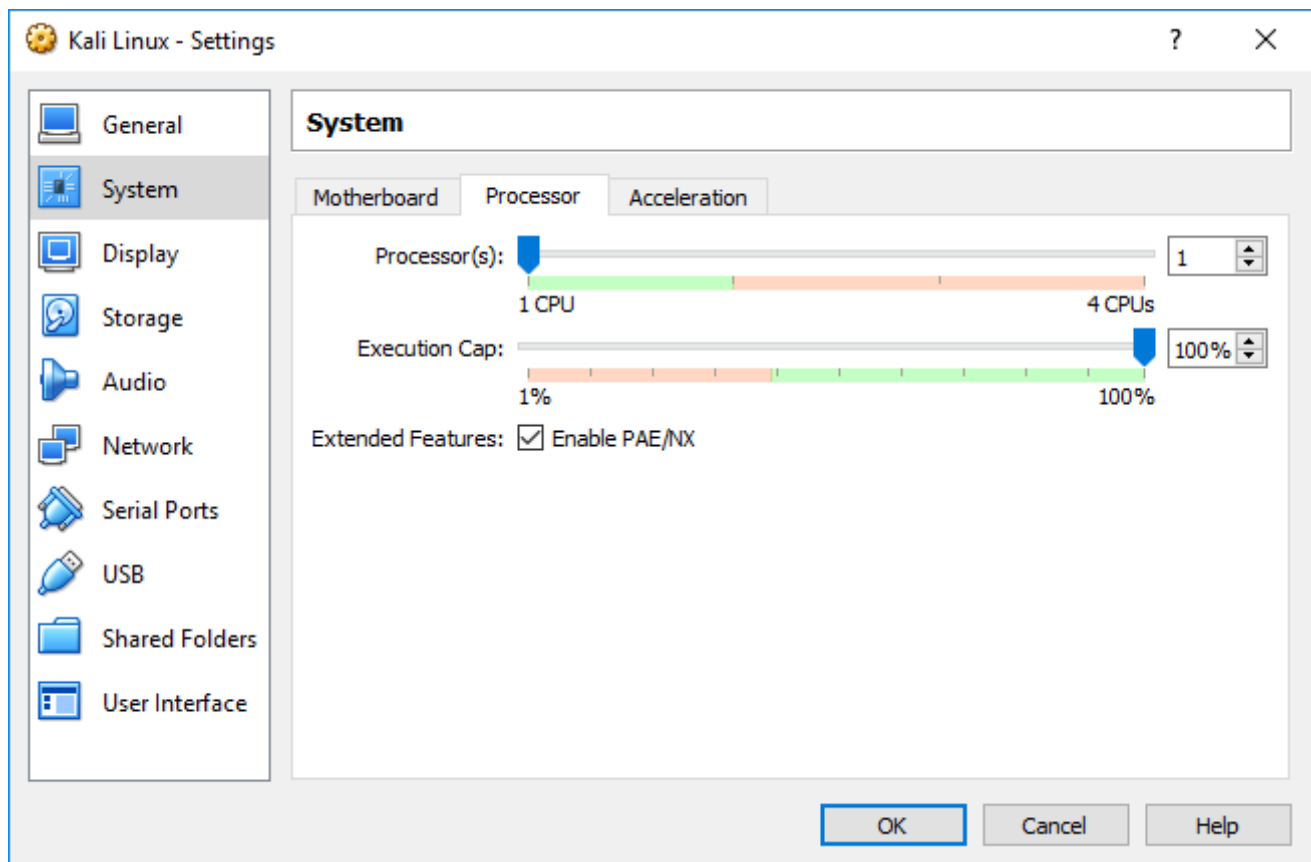 Kali Linux - Settings
?
General
System
Display
Storage
Audio
Network
Serial Ports
USB
Shared Folders
User Interface
System
Motherboard Processor Acceleration
Processor(s): 1
1 CPU 4 CPUs
Execution Cap: 100%
1% 100%
Extended Features: Enable PAE/NX
OK Cancel Help